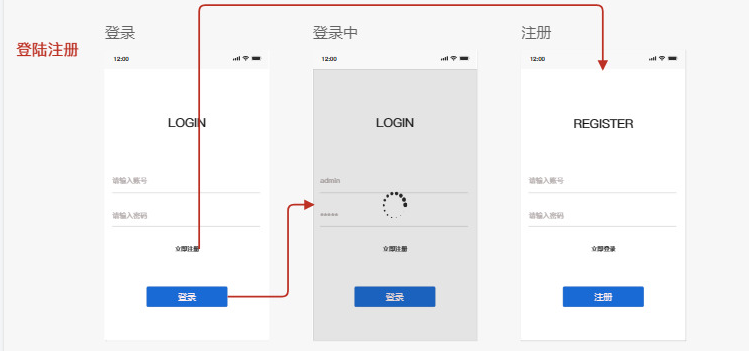 登陆注册
登录
12:00
LOGIN
请输入账号
请输入密码
立即注册
登录
登录中
12:00
LOGIN
admin
*****
立即注册
登录
注册
12:00
REGISTER
请输入账号
请输入密码
立即登录
注册